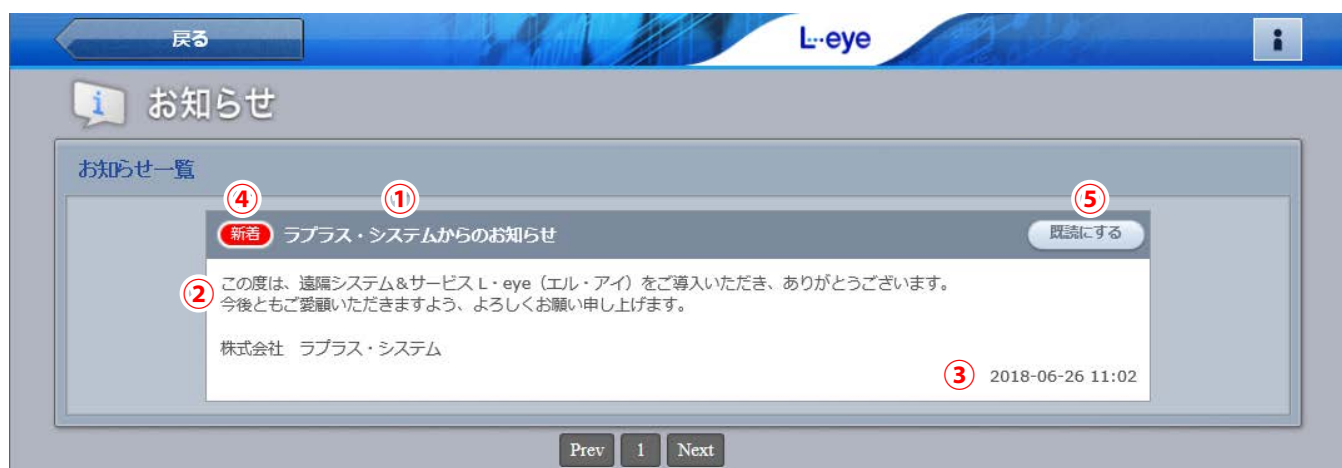 戻る
L・eye
お知らせ
お知らせ一覧
④ ①
⑤
新着 ラプラス・システムからのお知らせ
既読にする
② この度は、遠隔システム&サービス L・eye（エル・アイ）をご導入いただき、ありがとうございます。
今後ともご愛顧いただきますよう、よろしくお願い申し上げます。
株式会社　ラプラス・システム
③ 2018-06-26 11:02
Prev 1 Next